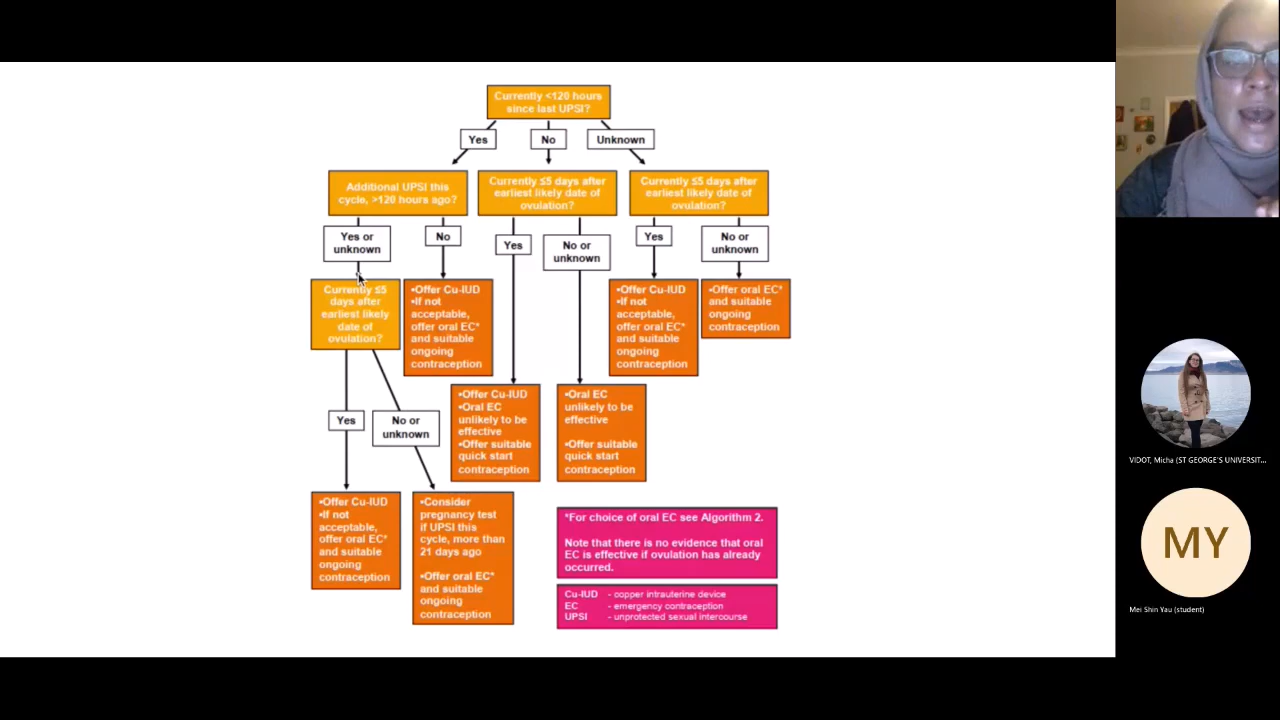 Currently <120 hours
since last UPSI?
Yes
No
Unknown
Additional UPSI this
cycle, >120 hours ago?
Currently ≤5 days after
earliest likely date of
ovulation?
Currently ≤5 days after
earliest likely date of
ovulation?
Yes or
unknown
No
Yes
No or
unknown
Yes
No or
unknown
Currently ≤5
days after
earliest likely
date of
ovulation?
•Offer Cu-IUD
•If not
acceptable,
offer oral EC*
and suitable
ongoing
contraception
•Offer Cu-IUD
•If not
acceptable,
offer oral EC*
and suitable
ongoing
contraception
•Offer oral EC*
and suitable
ongoing
contraception
Yes
No or
unknown
•Offer Cu-IUD
•Oral EC
unlikely to be
effective
•Offer suitable
quick start
contraception
•Oral EC
unlikely to be
effective
•Offer suitable
quick start
contraception
•Offer Cu-IUD
•If not
acceptable,
offer oral EC*
and suitable
ongoing
contraception
•Consider
pregnancy test
if UPSI this
cycle, more than
21 days ago
•Offer oral EC*
and suitable
ongoing
contraception
*For choice of oral EC see Algorithm 2.
Note that there is no evidence that oral
EC is effective if ovulation has already
occurred.
Cu-IUD - copper intrauterine device
EC - emergency contraception
UPSI - unprotected sexual intercourse
VIDOT, Micha (ST GEORGE'S UNIVERSIT...
MY
Mei Shin Yau (student)